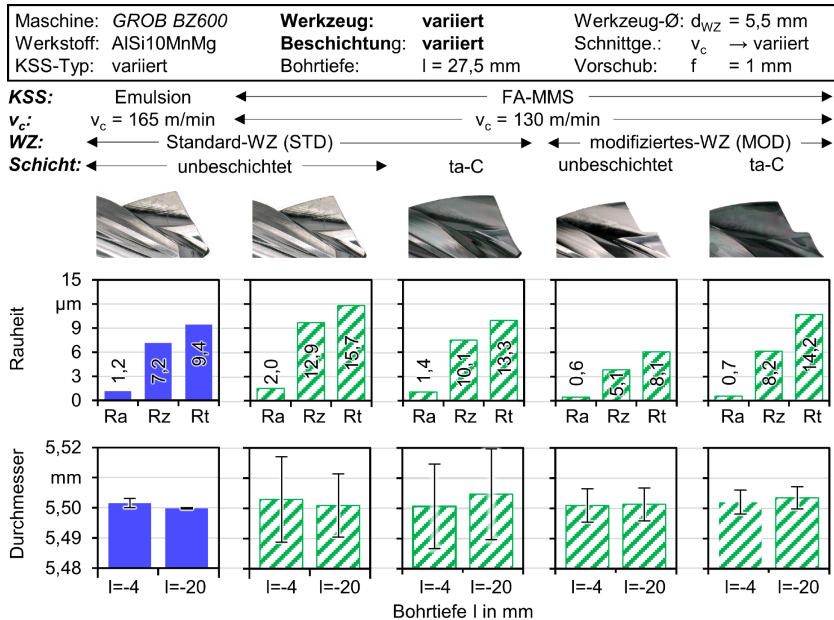 Maschine: GROB BZ600 Werkzeug: variiert Werkzeug-Ø: dWZ = 5,5 mm
Werkstoff: AlSi10MnMg Beschichtung: variiert Schnittge.: vc → variiert
KSS-Typ: variiert Bohrtiefe: l = 27,5 mm Vorschub: f = 1 mm
KSS: Emulsion FA-MMS
vc: vc = 165 m/min vc = 130 m/min
WZ: Standard-WZ (STD) modifiziertes-WZ (MOD)
Schicht: unbeschichtet ta-C unbeschichtet ta-C
Rauheit
15
µm
9
6
3
0
1,2 7,2 9,4
2,0 12,9 15,7
1,4 10,1 13,3
0,6 5,1 8,1
0,7 8,2 14,2
Ra Rz Rt Ra Rz Rt Ra Rz Rt Ra Rz Rt Ra Rz Rt
Durchmesser
5,52
mm
5,50
5,49
5,48
l=-4 l=-20 l=-4 l=-20 l=-4 l=-20 l=-4 l=-20 l=-4 l=-20
Bohrtiefe l in mm